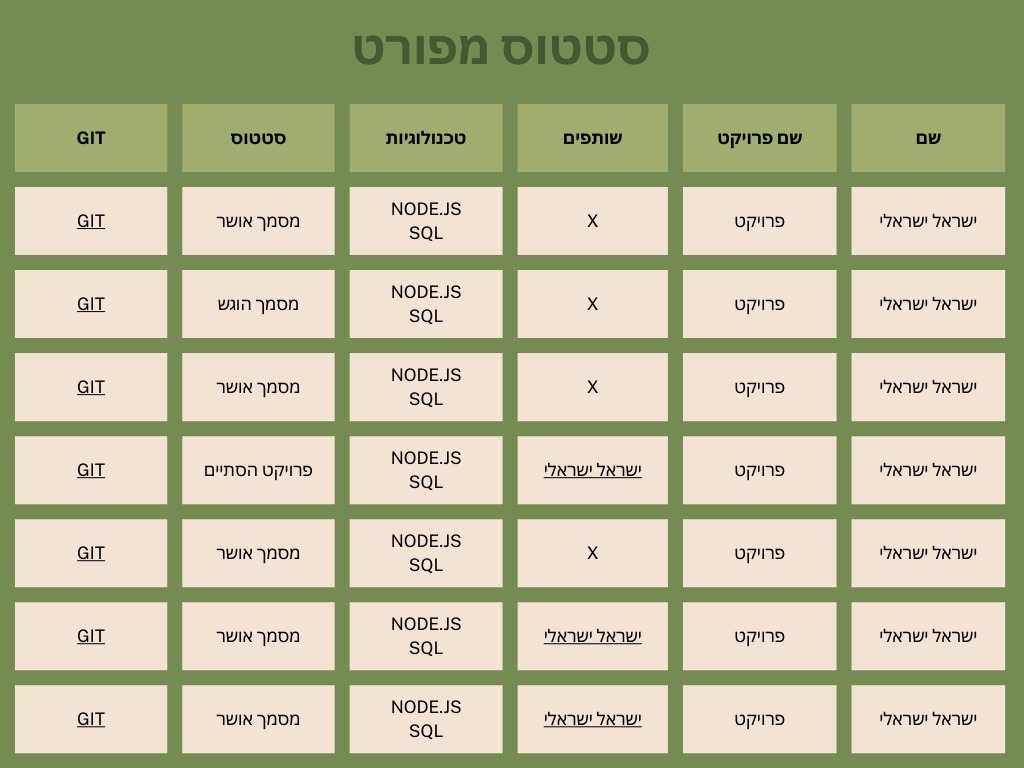 סטטוס מפורט
שם
שם פרויקט
שותפים
טכנולוגיות
סטטוס
GIT
ישראל ישראלי
פרויקט
X
NODE.JS
SQL
מסמך אושר
GIT
ישראל ישראלי
פרויקט
X
NODE.JS
SQL
מסמך הוגש
GIT
ישראל ישראלי
פרויקט
X
NODE.JS
SQL
מסמך אושר
GIT
ישראל ישראלי
פרויקט
ישראל ישראלי
NODE.JS
SQL
פרויקט הסתיים
GIT
ישראל ישראלי
פרויקט
X
NODE.JS
SQL
מסמך אושר
GIT
ישראל ישראלי
פרויקט
ישראל ישראלי
NODE.JS
SQL
מסמך אושר
GIT
ישראל ישראלי
פרויקט
ישראל ישראלי
NODE.JS
SQL
מסמך אושר
GIT